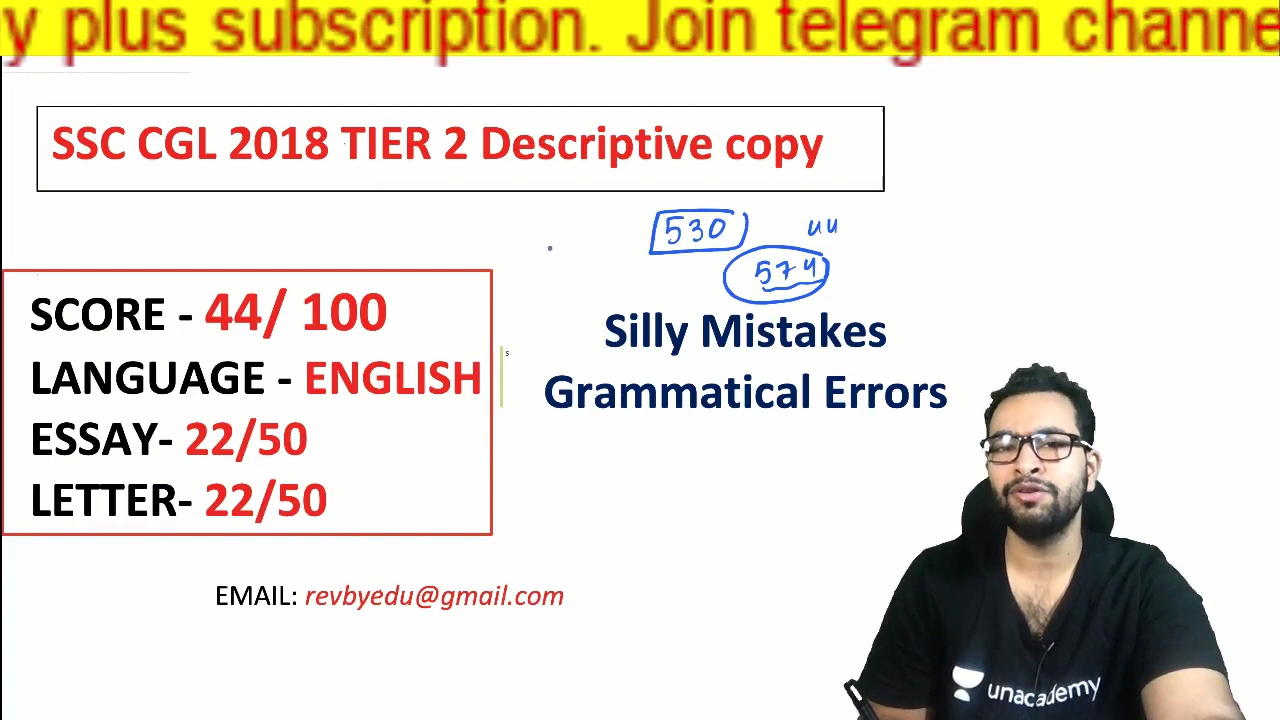 y plus subscription. Join telegram channe
SSC CGL 2018 TIER 2 Descriptive copy
530
44
574
SCORE - 44/ 100
LANGUAGE - ENGLISH
ESSAY- 22/50
LETTER- 22/50
s
Silly Mistakes
Grammatical Errors
EMAIL: revbyedu@gmail.com
unacademy